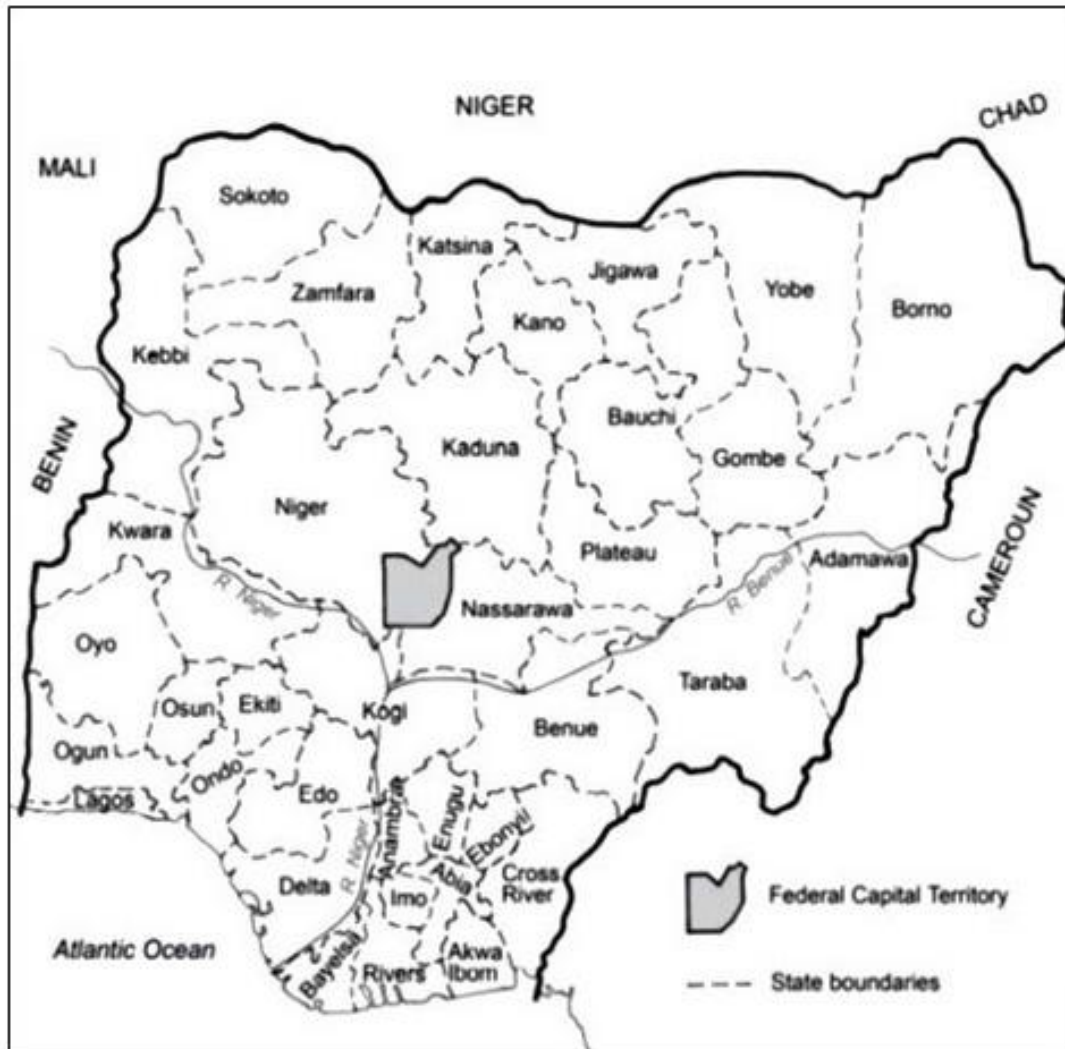 NIGER
CHAD
MALI
Sokoto
Katsina
Jigawa
Zamfara
Yobe
Kano
Borno
Kebbi
Bauchi
Kaduna
Gombe
BENIN
Niger
Kwara
Plateau
Adamawa
CAMEROUN
R. Niger
R. Benue
Nassarawa
Oyo
Taraba
Osun
Ekiti
Kogi
Benue
Ogun
Ondo
Lagos
Edo
Anambra
Enugu
Ebonyi
R. Niger
Delta
Abia
Imo
Cross
River
Federal Capital Territory
Atlantic Ocean
Bayelsa
Rivers
Akwa
Ibom
State boundaries